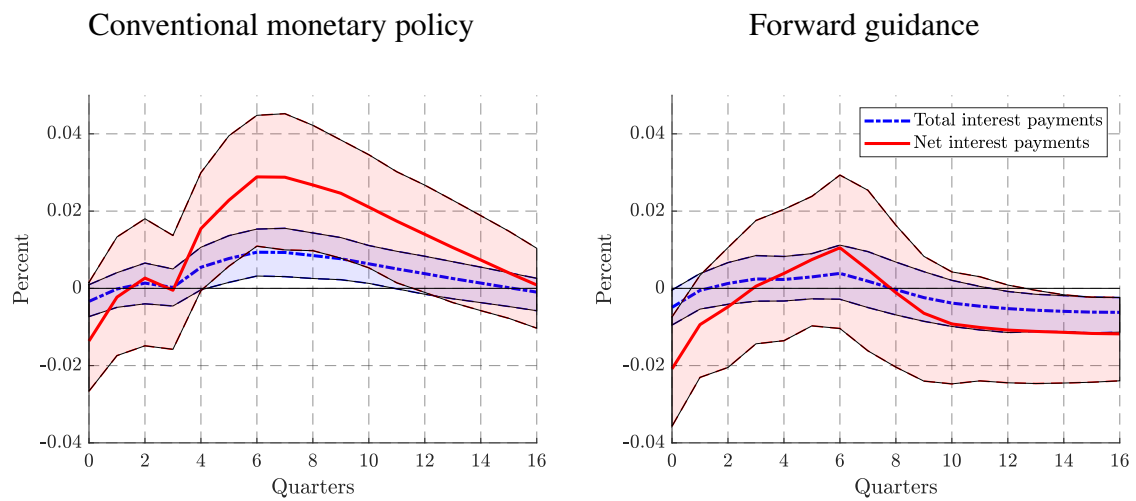 Conventional monetary policy
Forward guidance
Percent
0.04
0.02
0
-0.02
-0.04
0 2 4 6 8 10 12 14 16
Quarters
Percent
0.04
0.02
0
-0.02
-0.04
0 2 4 6 8 10 12 14 16
Quarters
Total interest payments
Net interest payments